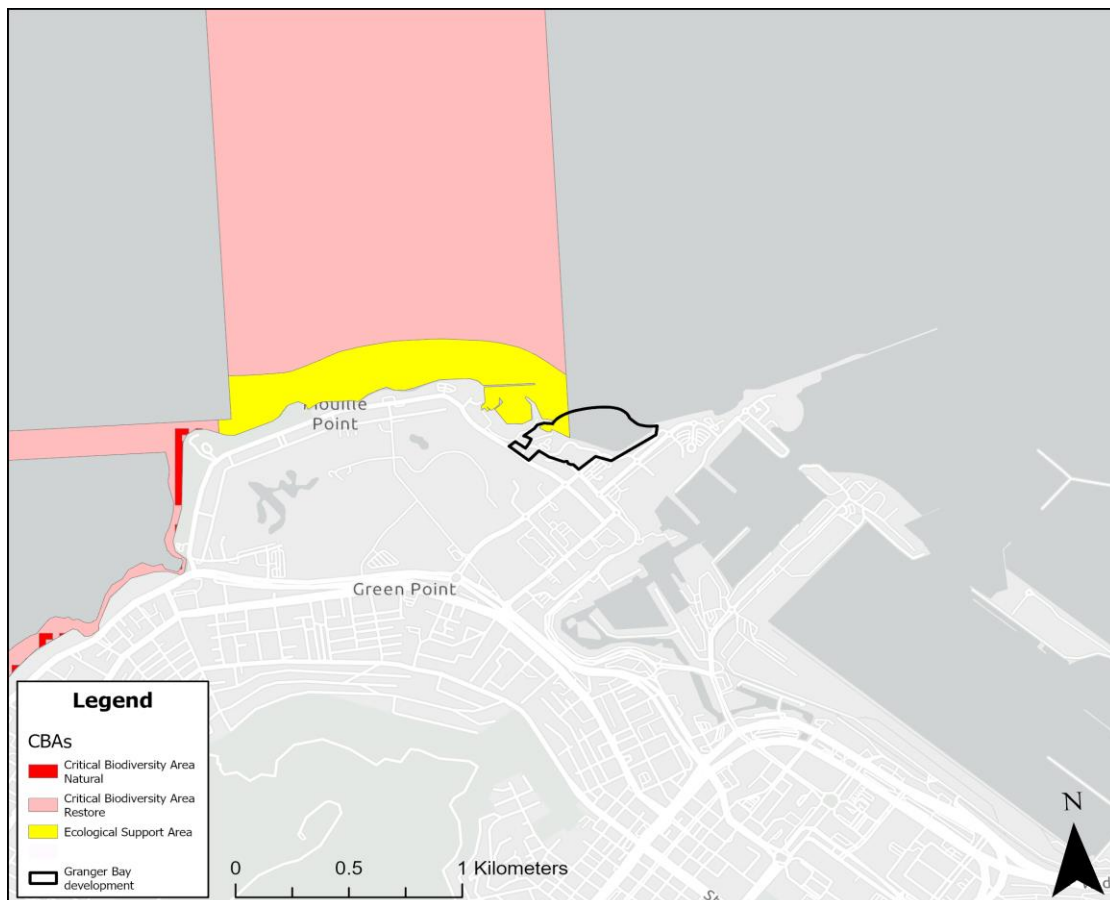 Point
Green Point
Legend
CBAs
Critical Biodiversity Area
Natural
Critical Biodiversity Area
Restore
Ecological Support Area
Granger Bay
development
0 0.5 1 Kilometers
N